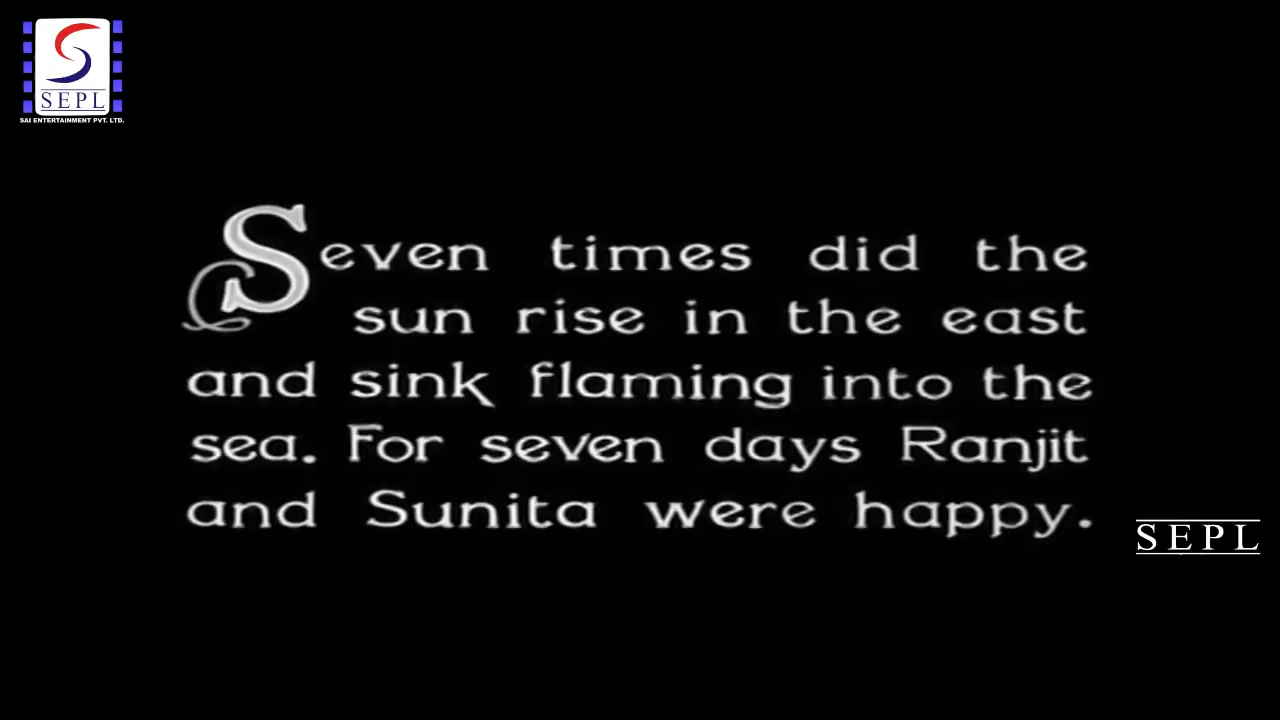 SEPL
SAI ENTERTAINMENT PVT. LTD.
Seven times did the
sun rise in the east
and sink flaming into the
sea. For seven days Ranjit
and Sunita were happy.
SEPL